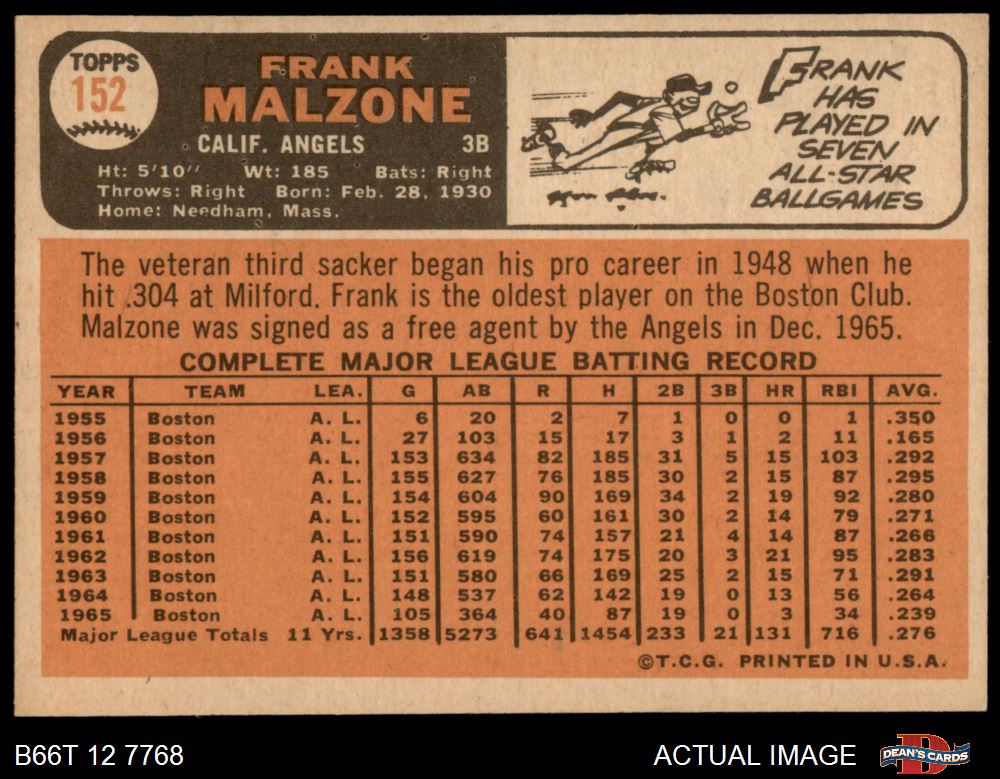 TOPPS
152
FRANK
MALZONE
CALIF. ANGELS 3B
Ht: 5'10" Wt: 185 Bats: Right
Throws: Right Born: Feb. 28, 1930
Home: Needham, Mass.
FRANK
HAS
PLAYED IN
SEVEN
ALL-STAR
BALLGAMES
The veteran third sacker began his pro career in 1948 when he
hit .304 at Milford. Frank is the oldest player on the Boston Club.
Malzone was signed as a free agent by the Angels in Dec. 1965.
COMPLETE MAJOR LEAGUE BATTING RECORD
YEAR TEAM LEA. G AB R H 2B 3B HR RBI AVG.
1955 Boston A. L. 6 20 2 7 1 0 0 1 .350
1956 Boston A. L. 27 103 15 17 3 1 2 11 .165
1957 Boston A. L. 153 634 82 185 31 5 15 103 .292
1958 Boston A. L. 155 627 76 185 30 2 15 87 .295
1959 Boston A. L. 154 604 90 169 34 2 19 92 .280
1960 Boston A. L. 152 595 60 161 30 2 14 79 .271
1961 Boston A. L. 151 590 74 157 21 4 14 87 .266
1962 Boston A. L. 156 619 74 175 20 3 21 95 .283
1963 Boston A. L. 151 580 66 169 25 2 15 71 .291
1964 Boston A. L. 148 537 62 142 19 0 13 56 .264
1965 Boston A. L. 105 364 40 87 19 0 3 34 .239
Major League Totals 11 Yrs. 1358 5273 641 1454 233 21 131 716 .276
©T.C.G. PRINTED IN U.S.A.
B66T 12 7768 ACTUAL IMAGE DEAN'S CARDS